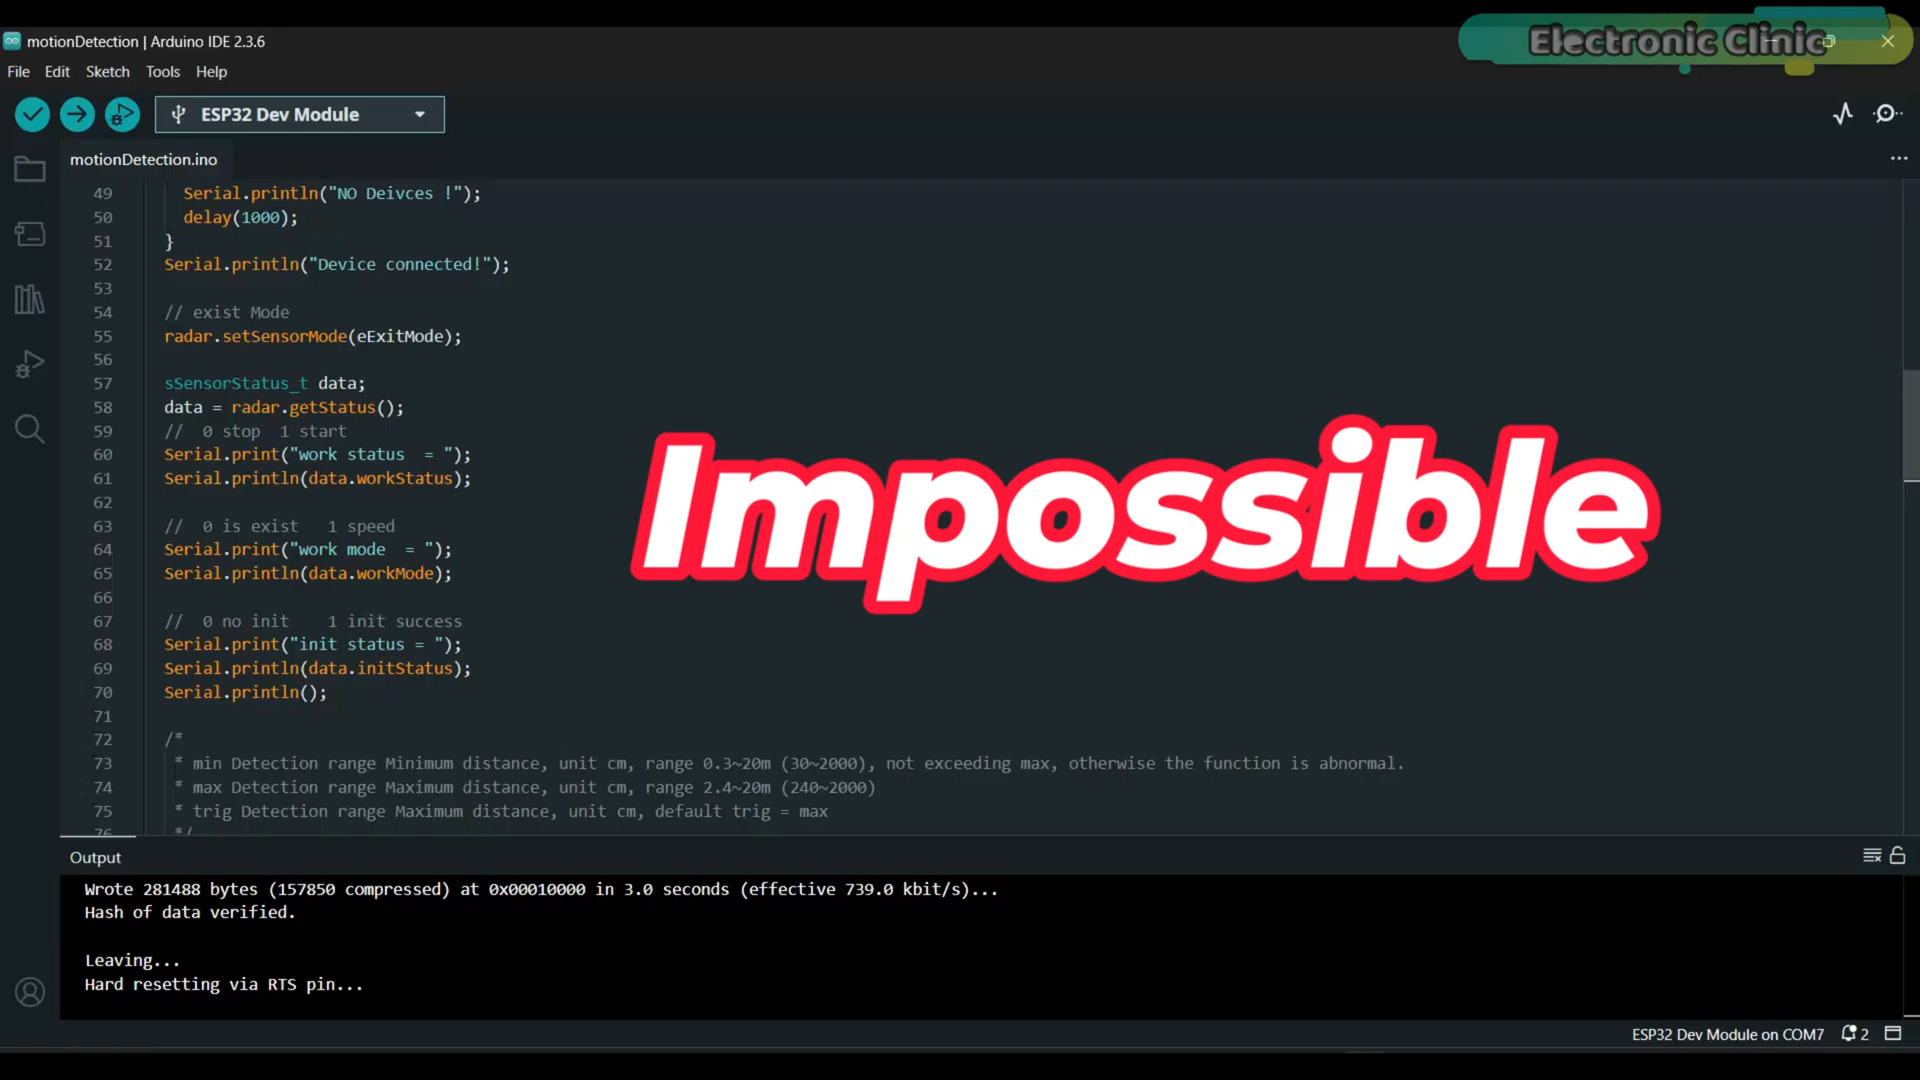 motionDetection | Arduino IDE 2.3.6
Electronic Clinic
File Edit Sketch Tools Help
ESP32 Dev Module
motionDetection.ino
49 Serial.println("NO Deivces !");
50 delay(1000);
51 }
52 Serial.println("Device connected!");
53
54 // exist Mode
55 radar.setSensorMode(eExitMode);
56
57 sSensorStatus_t data;
58 data = radar.getStatus();
59 //  0 stop  1 start
60 Serial.print("work status  = ");
61 Serial.println(data.workStatus);
62
63 //  0 is exist   1 speed
64 Serial.print("work mode  = ");
65 Serial.println(data.workMode);
66
67 //  0 no init    1 init success
68 Serial.print("init status = ");
69 Serial.println(data.initStatus);
70 Serial.println();
71
72 /*
73 * min Detection range Minimum distance, unit cm, range 0.3~20m (30~2000), not exceeding max, otherwise the function is abnormal.
74 * max Detection range Maximum distance, unit cm, range 2.4~20m (240~2000)
75 * trig Detection range Maximum distance, unit cm, default trig = max
76 */
Impossible
Output
Wrote 281488 bytes (157850 compressed) at 0x00010000 in 3.0 seconds (effective 739.0 kbit/s)...
Hash of data verified.
Leaving...
Hard resetting via RTS pin...
ESP32 Dev Module on COM7 2